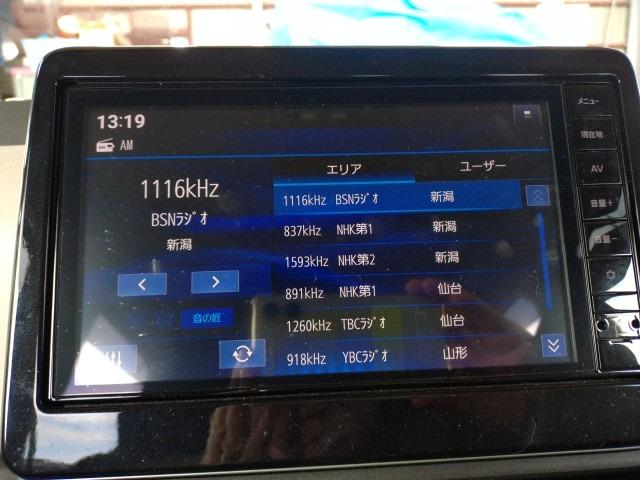 13:19
AM
1116kHz
BSNﾗｼﾞｵ
新潟
音の匠
エリア ユーザー
1116kHz BSNﾗｼﾞｵ 新潟
837kHz NHK第1 新潟
1593kHz NHK第2 新潟
891kHz NHK第1 仙台
1260kHz TBCﾗｼﾞｵ 仙台
918kHz YBCﾗｼﾞｵ 山形
メニュー
現在地
AV
音量+
音量-